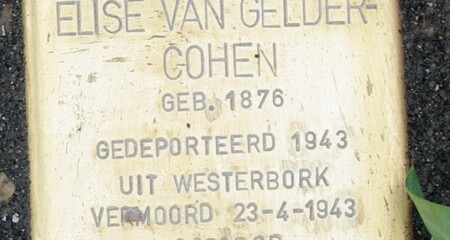 ELISE VAN GELDER-
COHEN
GEB. 1876
GEDEPORTEERD 1943
UIT WESTERBORK
VERMOORD 23-4-1943